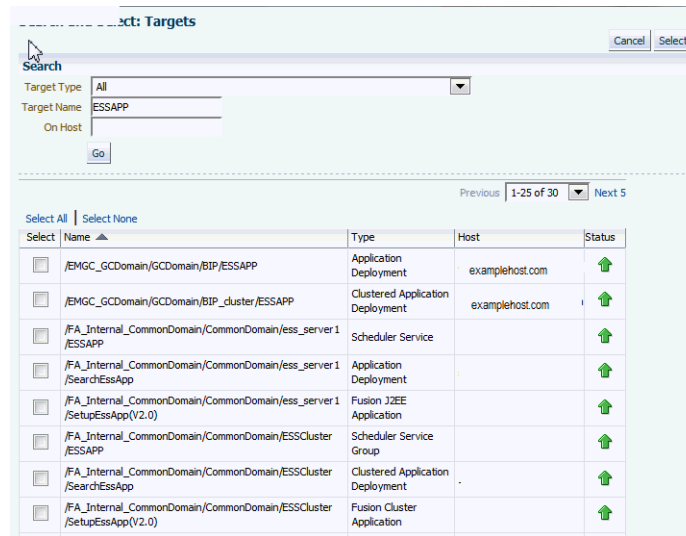 Select: Targets
Cancel Select
Search
Target Type All
Target Name ESSAPP
On Host
Go
Previous 1-25 of 30 Next 5
Select All | Select None
Select Name Type Host Status
/EMGC_GCDomain/GCDomain/BIP/ESSAPP Application examplehost.com
Deployment
/EMGC_GCDomain/GCDomain/BIP_cluster/ESSAPP Clustered Application examplehost.com
Deployment
/FA_Internal_CommonDomain/CommonDomain/ess_server1 Scheduler Service
/ESSAPP
/FA_Internal_CommonDomain/CommonDomain/ess_server1 Application
/SearchEssApp Deployment
/FA_Internal_CommonDomain/CommonDomain/ess_server1 Fusion J2EE
/SetupEssApp(V2.0) Application
/FA_Internal_CommonDomain/CommonDomain/ESSCluster Scheduler Service
/ESSAPP Group
/FA_Internal_CommonDomain/CommonDomain/ESSCluster Clustered Application
/SearchEssApp Deployment
/FA_Internal_CommonDomain/CommonDomain/ESSCluster Fusion Cluster
/SetupEssApp(V2.0) Application